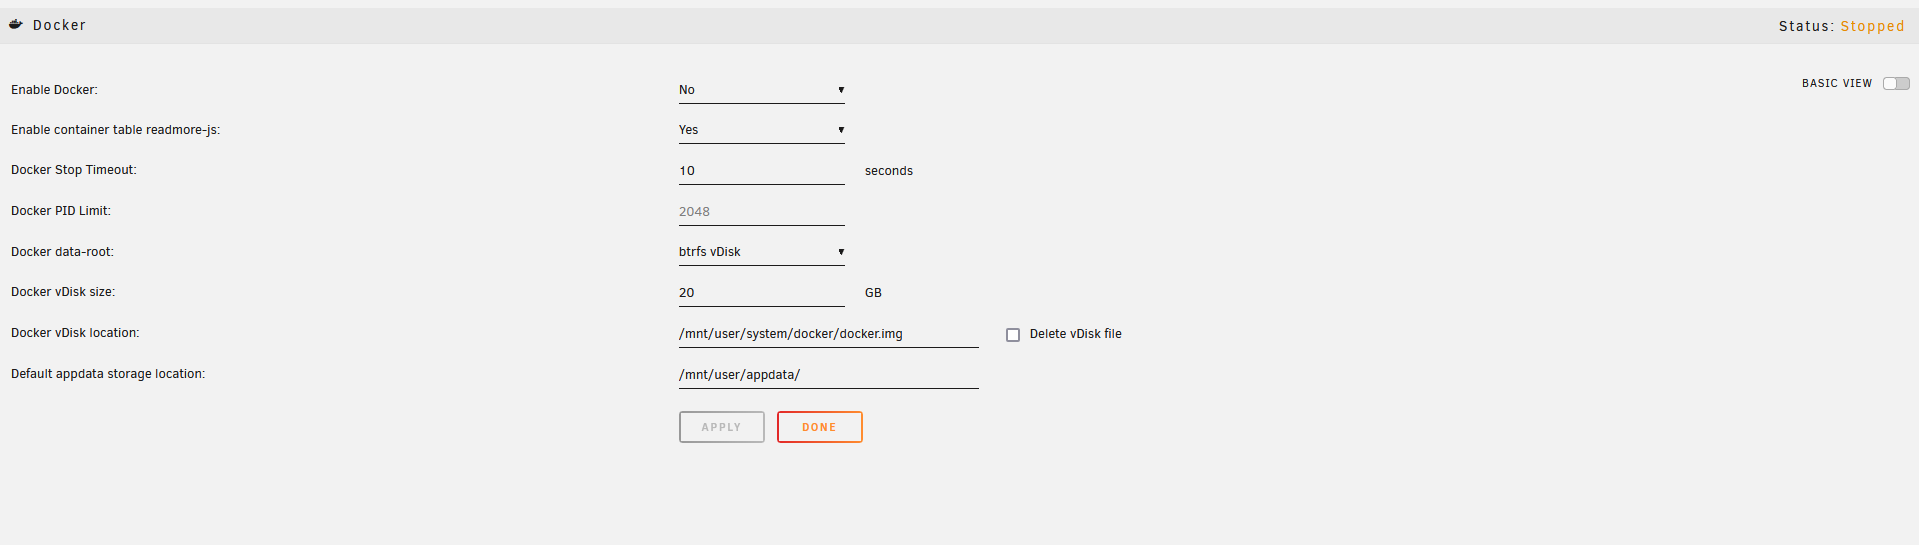 Docker
Status: Stopped
BASIC VIEW
Enable Docker: No
Enable container table readmore-js: Yes
Docker Stop Timeout: 10 seconds
Docker PID Limit: 2048
Docker data-root: btrfs vDisk
Docker vDisk size: 20 GB
Docker vDisk location: /mnt/user/system/docker/docker.img Delete vDisk file
Default appdata storage location: /mnt/user/appdata/
APPLY DONE